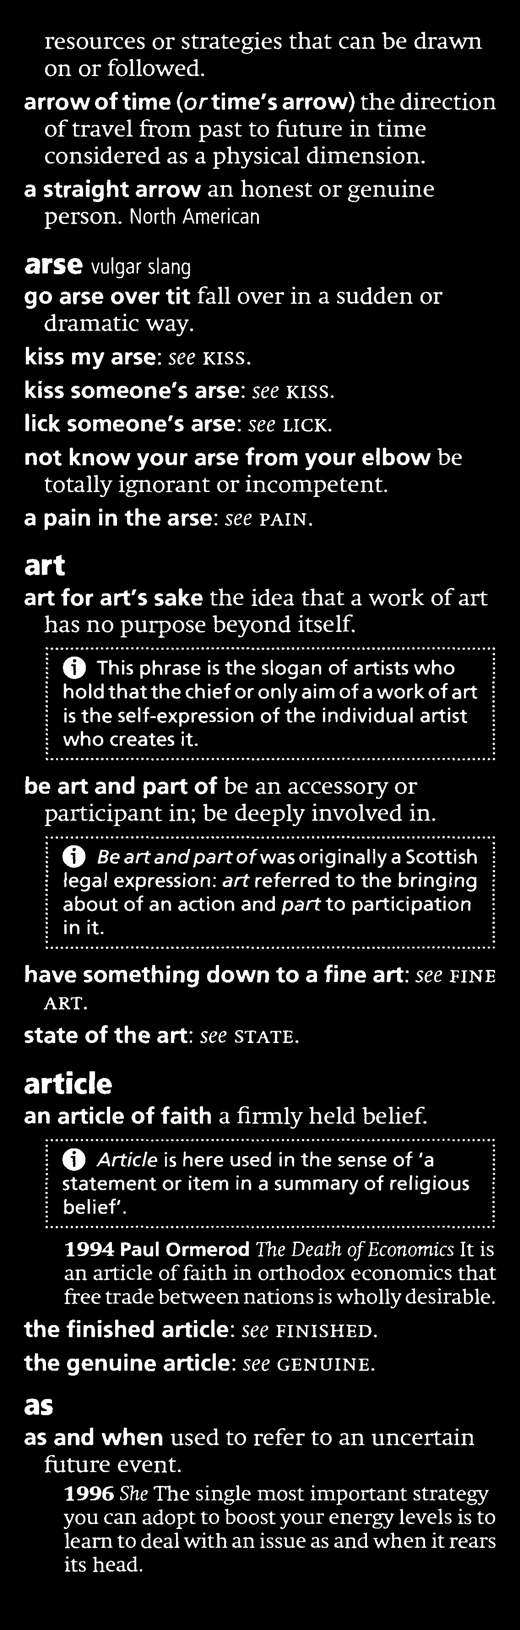 resources or strategies that can be drawn
on or followed.
arrow of time (or time's arrow) the direction
of travel from past to future in time
considered as a physical dimension.
a straight arrow an honest or genuine
person. North American
arse vulgar slang
go arse over tit fall over in a sudden or
dramatic way.
kiss my arse: see KISS.
kiss someone's arse: see KISS.
lick someone's arse: see LICK.
not know your arse from your elbow be
totally ignorant or incompetent.
a pain in the arse: see PAIN.
art
art for art's sake the idea that a work of art
has no purpose beyond itself.
i This phrase is the slogan of artists who
hold that the chief or only aim of a work of art
is the self-expression of the individual artist
who creates it.
be art and part of be an accessory or
participant in; be deeply involved in.
i Be art and part of was originally a Scottish
legal expression: art referred to the bringing
about of an action and part to participation
in it.
have something down to a fine art: see FINE
ART.
state of the art: see STATE.
article
an article of faith a firmly held belief.
i Article is here used in the sense of 'a
statement or item in a summary of religious
belief'.
1994 Paul Ormerod The Death of Economics It is
an article of faith in orthodox economics that
free trade between nations is wholly desirable.
the finished article: see FINISHED.
the genuine article: see GENUINE.
as
as and when used to refer to an uncertain
future event.
1996 She The single most important strategy
you can adopt to boost your energy levels is to
learn to deal with an issue as and when it rears
its head.